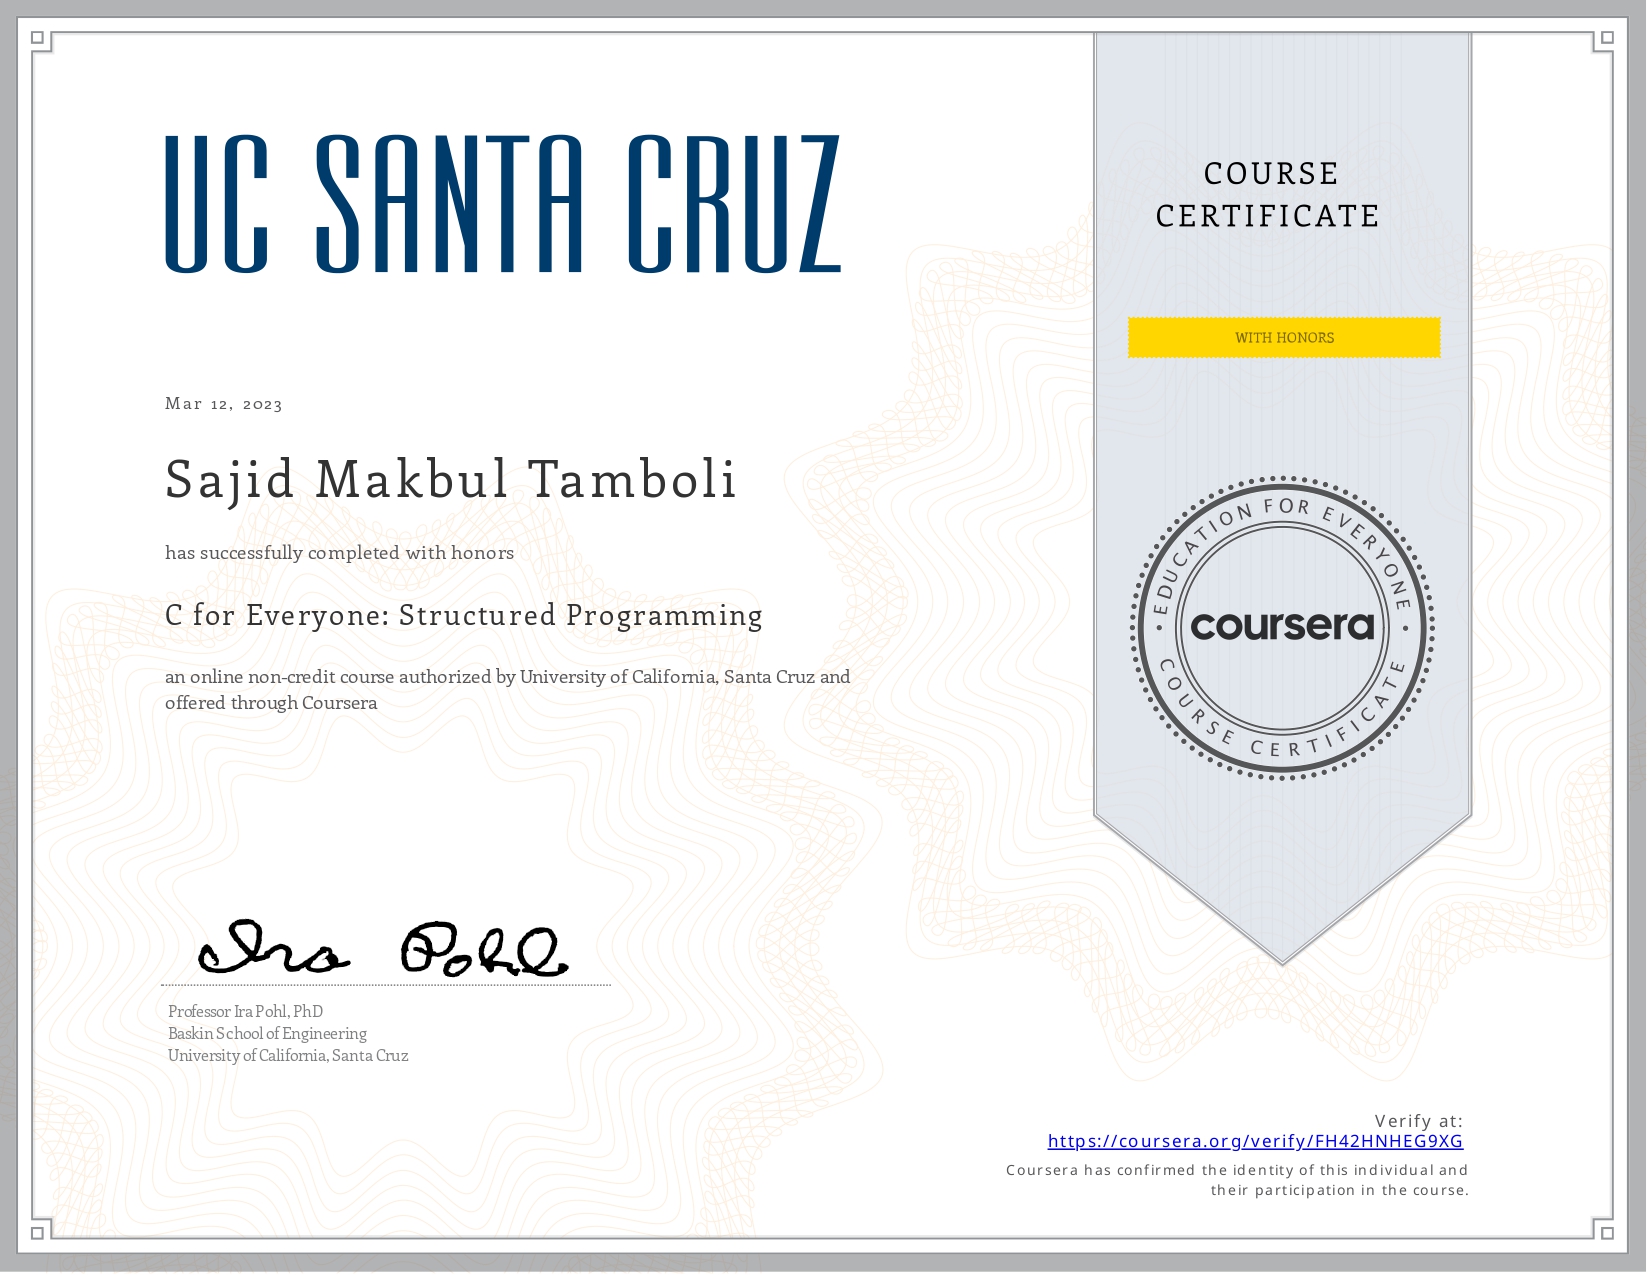 UC SANTA CRUZ
COURSE
CERTIFICATE
WITH HONORS
Mar 12, 2023
Sajid Makbul Tamboli
has successfully completed with honors
C for Everyone: Structured Programming
an online non-credit course authorized by University of California, Santa Cruz and
offered through Coursera
• EDUCATION FOR EVERYONE •
coursera
COURSE CERTIFICATE
Ira Pohl
Professor Ira Pohl, PhD
Baskin School of Engineering
University of California, Santa Cruz
Verify at:
https://coursera.org/verify/FH42HNHEG9XG
Coursera has confirmed the identity of this individual and
their participation in the course.